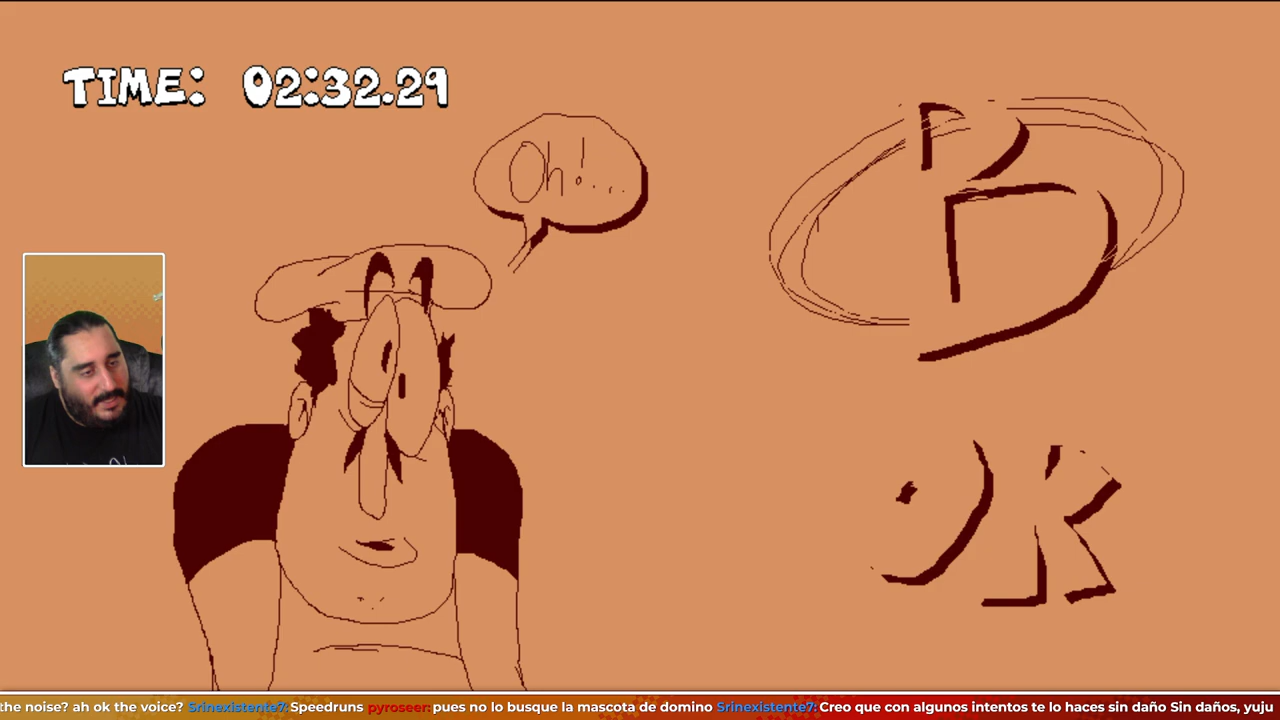 TIME: 02:32.29
Oh!....
D
OK
the noise? ah ok the voice? Srinexistente7: Speedruns pyroseer: pues no lo busque la mascota de domino Srinexistente7: Creo que con algunos intentos te lo haces sin daño Sin daños, yuju